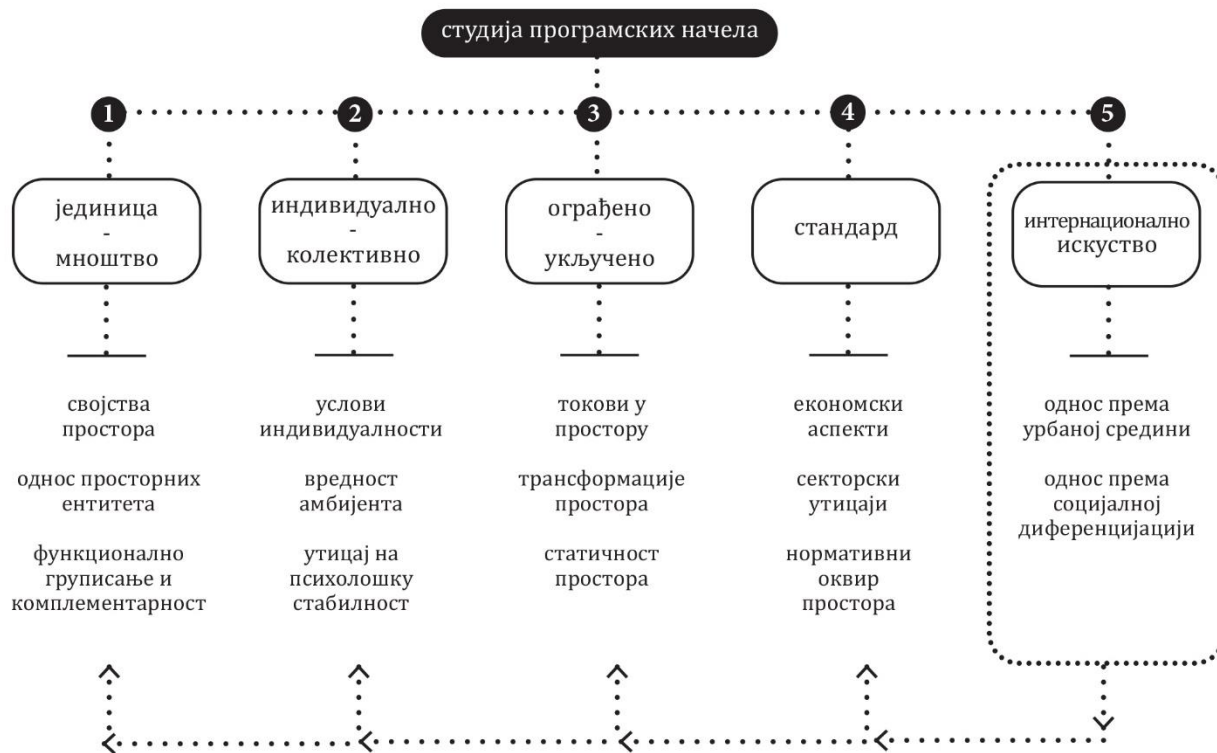 студија програмских начела
1
2
3
4
5
јединица
-
мноштво
индивидуално
-
колективно
ограђено
-
укључено
стандард
интернационално
искуство
својства
простора
однос просторних
ентитета
функционално
груписање и
комплементарност
услови
индивидуалности
вредност
амбијента
утицај на
психолошку
стабилност
токови у
простору
трансформације
простора
статичност
простора
економски
аспекти
секторски
утицаји
нормативни
оквир
простора
однос према
урбаној средини
однос према
социјалној
диференцијацији